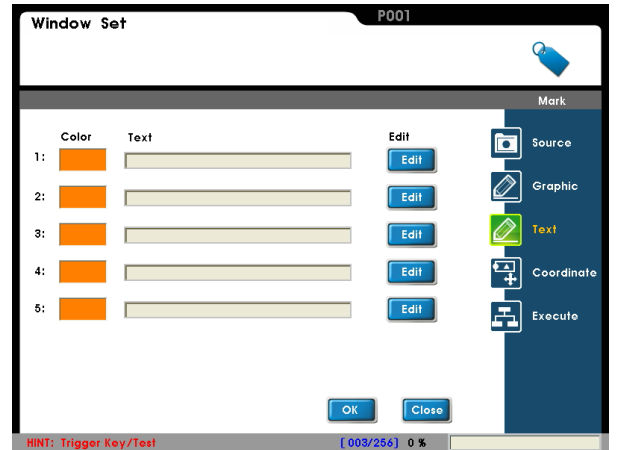 Window Set
P001
Mark
Color Text Edit
1: Edit
2: Edit
3: Edit
4: Edit
5: Edit
Source
Graphic
Text
Coordinate
Execute
OK Close
HINT: Trigger Key/Test [003/256] 0 %